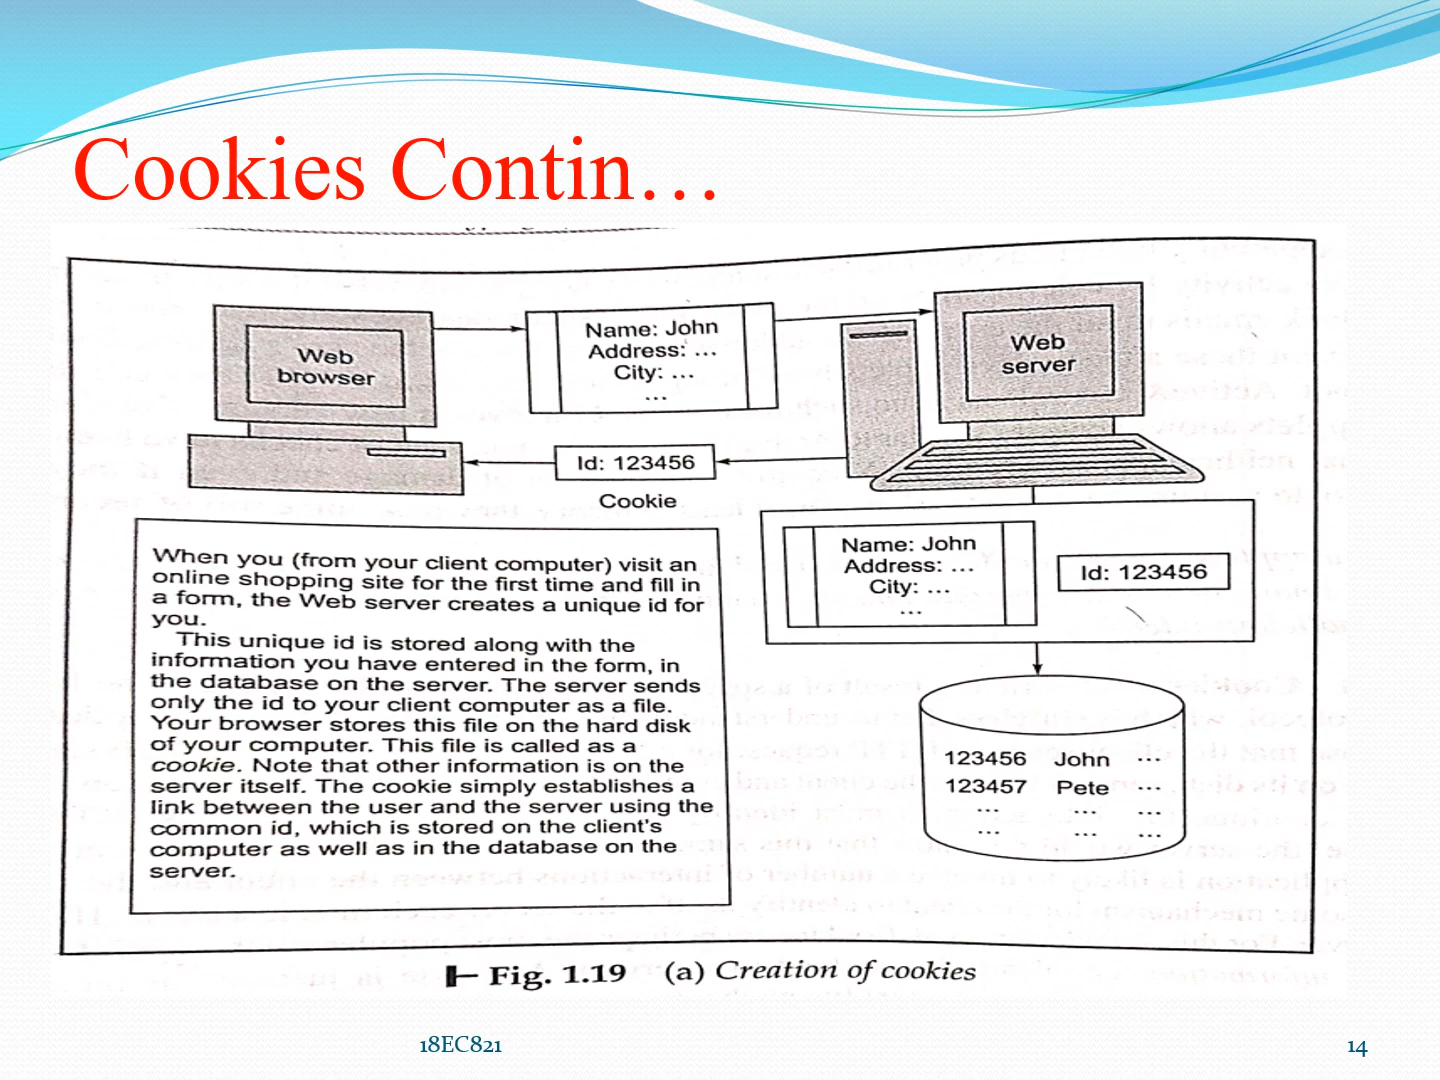 Cookies Contin…
Web
browser
Name: John
Address: ...
City: ...
...
Web
server
Id: 123456
Cookie
When you (from your client computer) visit an
online shopping site for the first time and fill in
a form, the Web server creates a unique id for
you.
This unique id is stored along with the
information you have entered in the form, in
the database on the server. The server sends
only the id to your client computer as a file.
Your browser stores this file on the hard disk
of your computer. This file is called as a
cookie. Note that other information is on the
server itself. The cookie simply establishes a
link between the user and the server using the
common id, which is stored on the client's
computer as well as in the database on the
server.
Name: John
Address: ...
City: ...
...
Id: 123456
123456 John ...
123457 Pete ...
... ... ...
... ... ...
Fig. 1.19 (a) Creation of cookies
18EC821
14